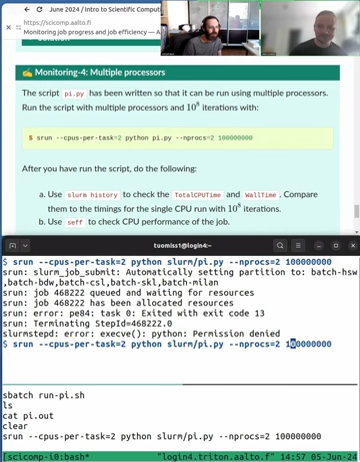 June 2024 / Intro to Scientific Comput
https://scicomp.aalto.fi
Monitoring job progress and job efficiency — A
Monitoring-4: Multiple processors
The script pi.py has been written so that it can be run using multiple processors.
Run the script with multiple processors and 10⁸ iterations with:
$ srun --cpus-per-task=2 python pi.py --nprocs=2 100000000
After you have run the script, do the following:
a. Use slurm history to check the TotalCPUTime and WallTime. Compare
them to the timings for the single CPU run with 10⁸ iterations.
b. Use seff to check CPU performance of the job.
tuomiss1@login4:~
$ srun --cpus-per-task=2 python slurm/pi.py --nprocs=2 100000000
srun: slurm_job_submit: Automatically setting partition to: batch-hsw
,batch-bdw,batch-csl,batch-skl,batch-milan
srun: job 468222 queued and waiting for resources
srun: job 468222 has been allocated resources
srun: error: pe84: task 0: Exited with exit code 13
srun: Terminating StepId=468222.0
slurmstepd: error: execve(): python: Permission denied
$ srun --cpus-per-task=2 python slurm/pi.py --nprocs=2 100000000
sbatch run-pi.sh
ls
cat pi.out
clear
srun --cpus-per-task=2 python slurm/pi.py --nprocs=2 100000000
[scicomp-i0:bash* "login4.triton.aalto.f" 14:57 05-Jun-24